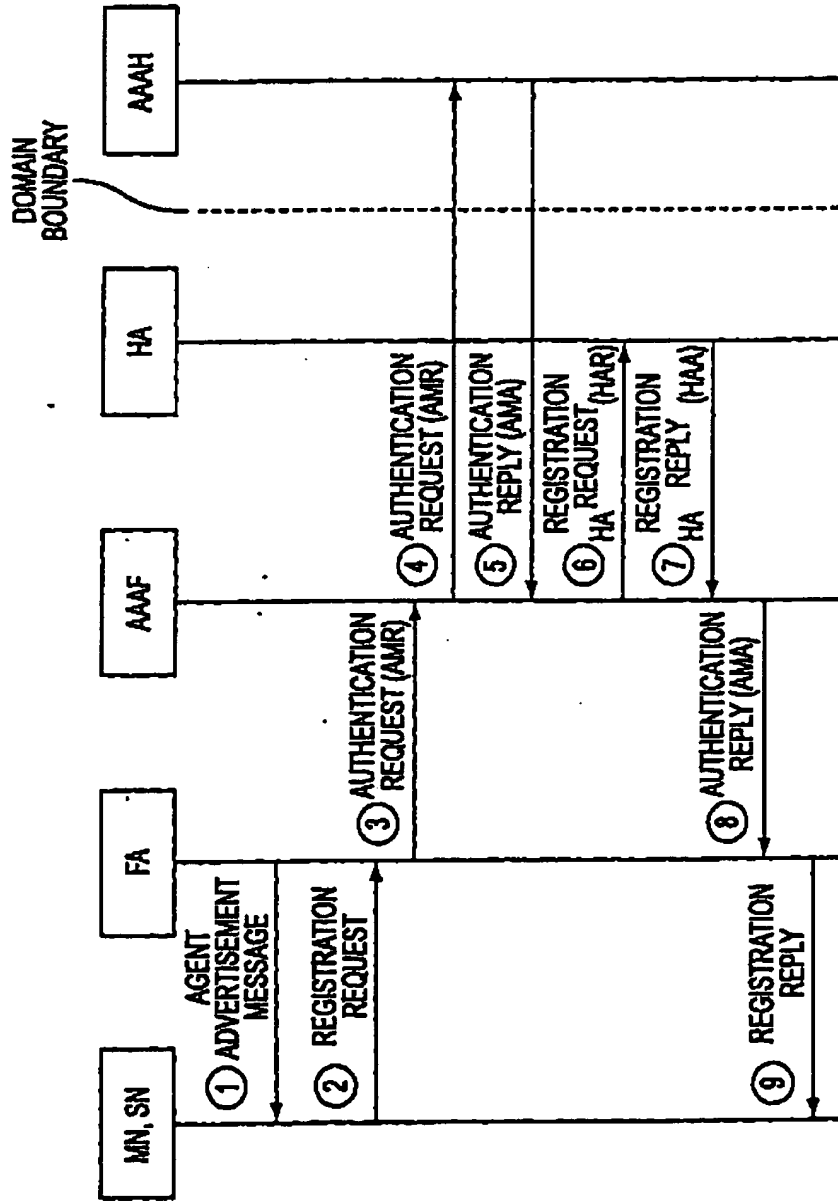 DOMAIN
BOUNDARY
MN, SN
FA
AAAF
HA
AAAH
1
AGENT
ADVERTISEMENT
MESSAGE
2
REGISTRATION
REQUEST
3
AUTHENTICATION
REQUEST (AMR)
4
AUTHENTICATION
REQUEST (AMR)
5
AUTHENTICATION
REPLY (AMA)
6
REGISTRATION
REQUEST
HA (HAR)
7
REGISTRATION
REPLY
HA (HAA)
8
AUTHENTICATION
REPLY (AMA)
9
REGISTRATION
REPLY